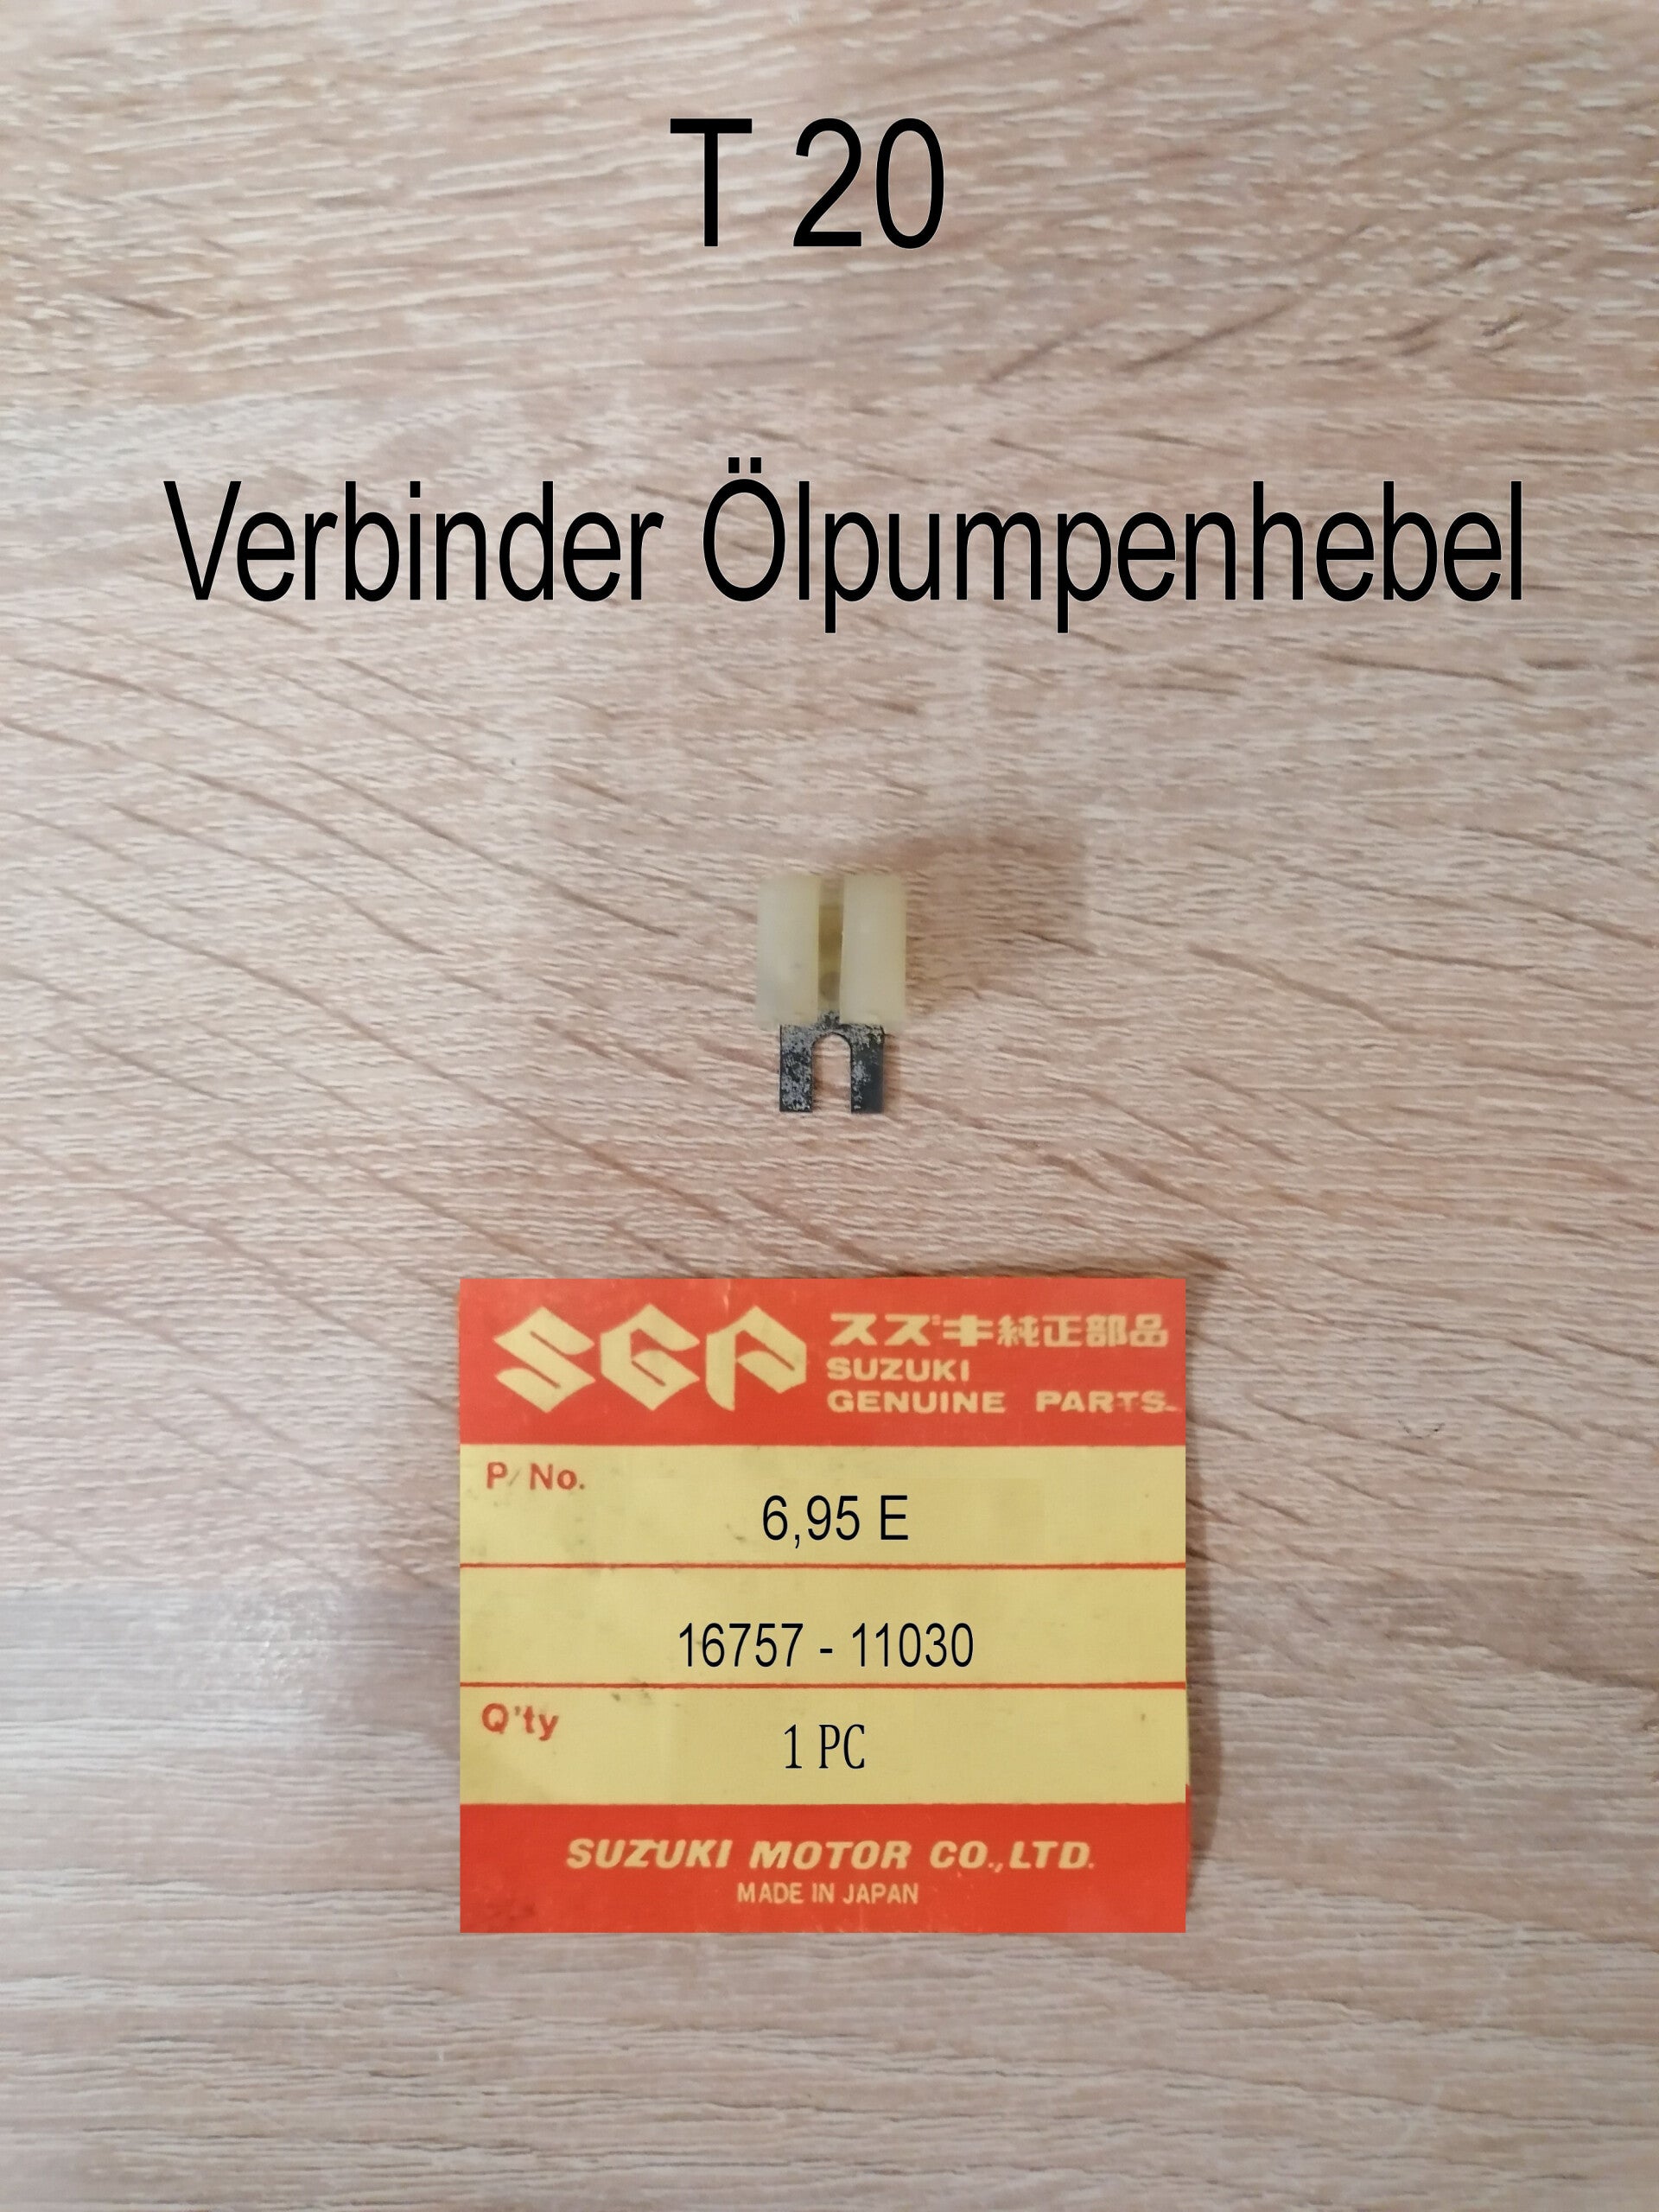 T 20
Verbinder Ölpumpenhebel
SGP
スズキ純正部品
SUZUKI
GENUINE PARTS
P/No.
6,95 E
16757 - 11030
Q'ty
1 PC
SUZUKI MOTOR CO.,LTD.
MADE IN JAPAN